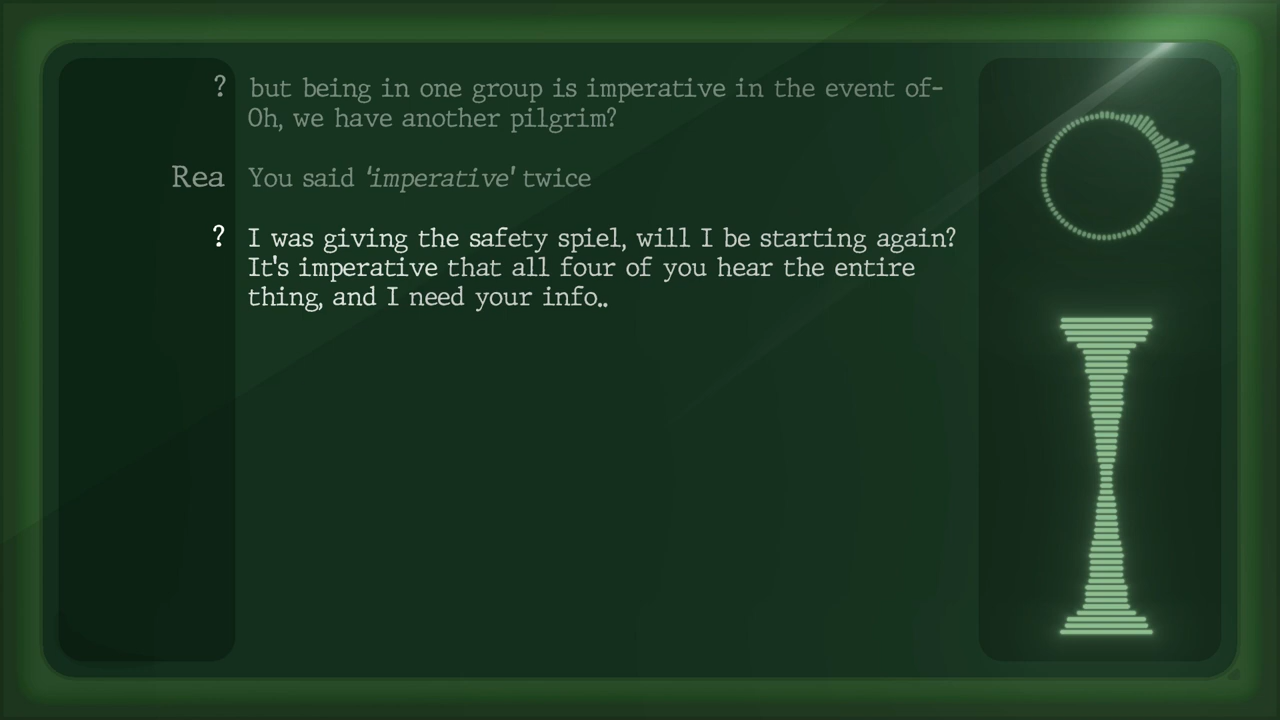 ? but being in one group is imperative in the event of-
Oh, we have another pilgrim?
Rea You said 'imperative' twice
? I was giving the safety spiel, will I be starting again?
It's imperative that all four of you hear the entire
thing, and I need your info..